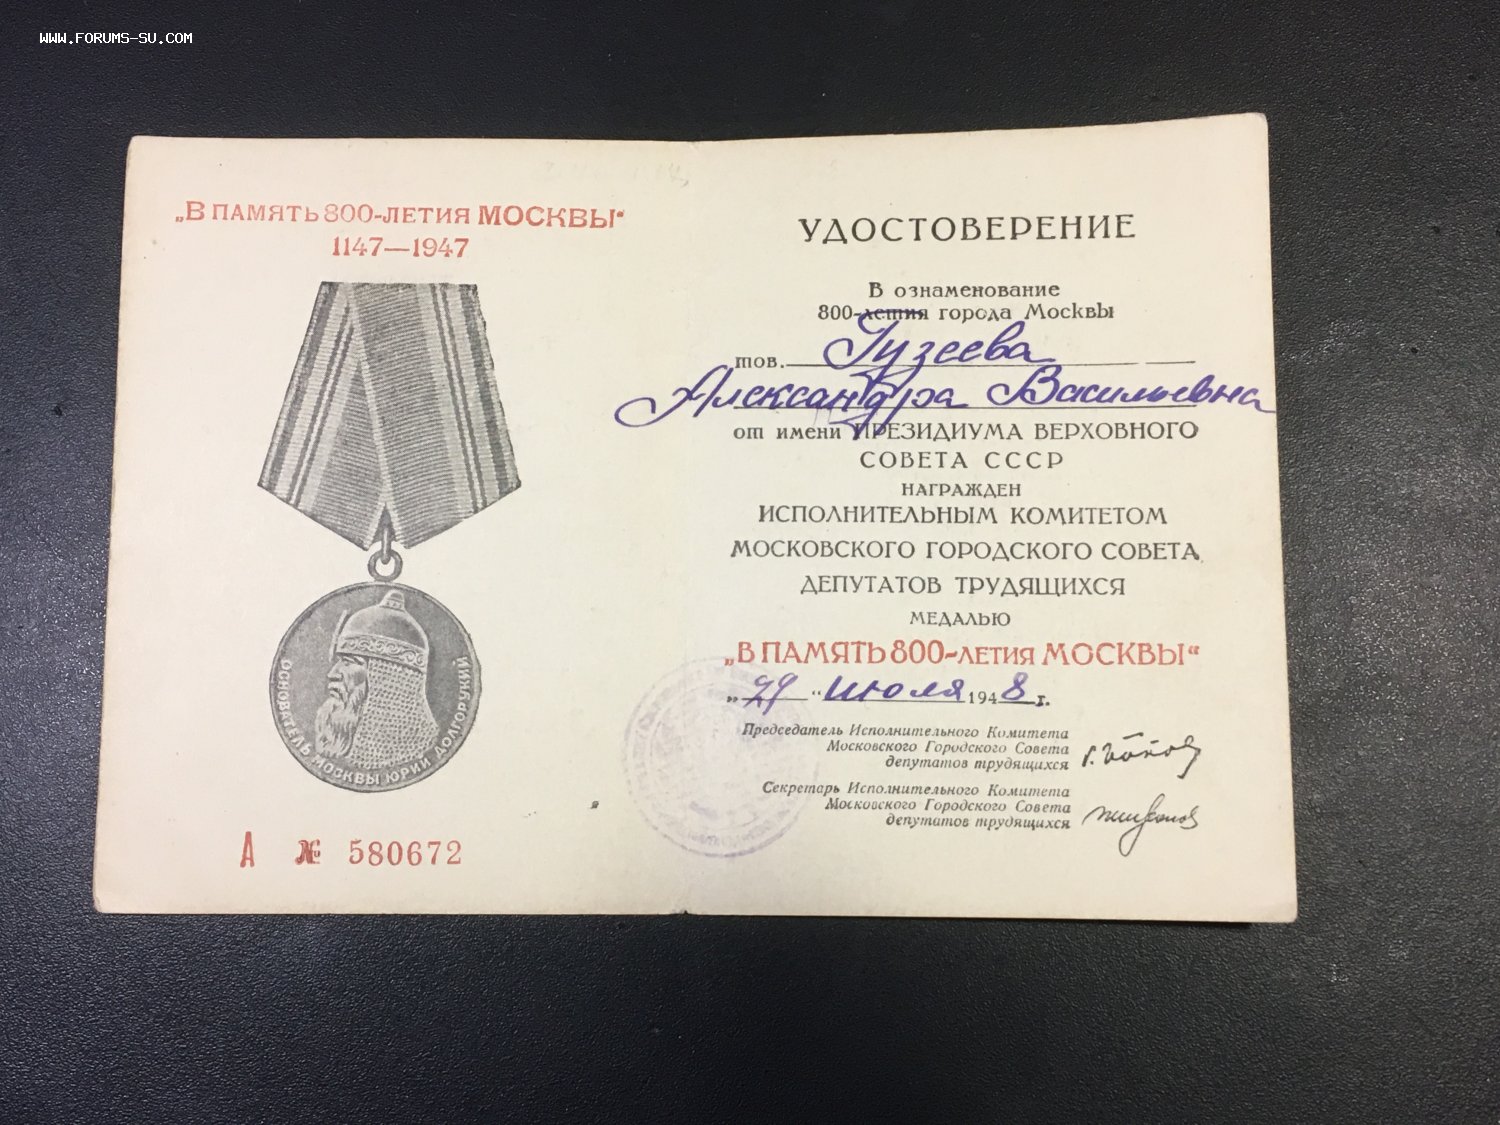 WWW.FORUMS-SU.COM
„В ПАМЯТЬ 800-ЛЕТИЯ МОСКВЫ“
1147—1947
ОСНОВАТЕЛЬ МОСКВЫ ЮРИЙ ДОЛГОРУКИЙ
А № 580672
УДОСТОВЕРЕНИЕ
В ознаменование
800-летия города Москвы
тов. Гузеева
Александра Васильевна
от имени ПРЕЗИДИУМА ВЕРХОВНОГО
СОВЕТА СССР
НАГРАЖДЕН
ИСПОЛНИТЕЛЬНЫМ КОМИТЕТОМ
МОСКОВСКОГО ГОРОДСКОГО СОВЕТА
ДЕПУТАТОВ ТРУДЯЩИХСЯ
МЕДАЛЬЮ
„В ПАМЯТЬ 800-ЛЕТИЯ МОСКВЫ“
„29“ июля 1948 г.
Председатель Исполнительного Комитета
Московского Городского Совета
депутатов трудящихся
Секретарь Исполнительного Комитета
Московского Городского Совета
депутатов трудящихся